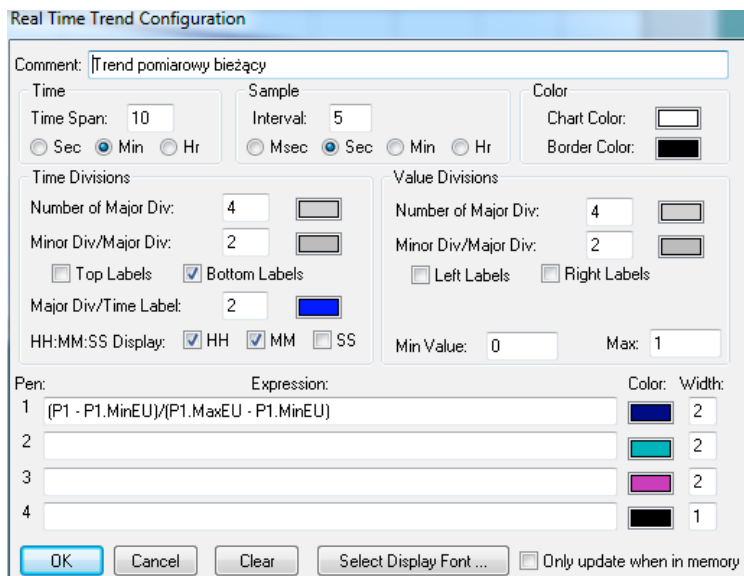 Real Time Trend Configuration
Comment: Trend pomiarowy bieżący
Time
Time Span: 10
Sec Min Hr
Sample
Interval: 5
Msec Sec Min Hr
Color
Chart Color:
Border Color:
Time Divisions
Number of Major Div: 4
Minor Div/Major Div: 2
Top Labels Bottom Labels
Major Div/Time Label: 2
HH:MM:SS Display: HH MM SS
Value Divisions
Number of Major Div: 4
Minor Div/Major Div: 2
Left Labels Right Labels
Min Value: 0 Max: 1
Pen: Expression: Color: Width:
1 (P1 - P1.MinEU)/(P1.MaxEU - P1.MinEU) 2
2 2
3 2
4 1
OK Cancel Clear Select Display Font ... Only update when in memory